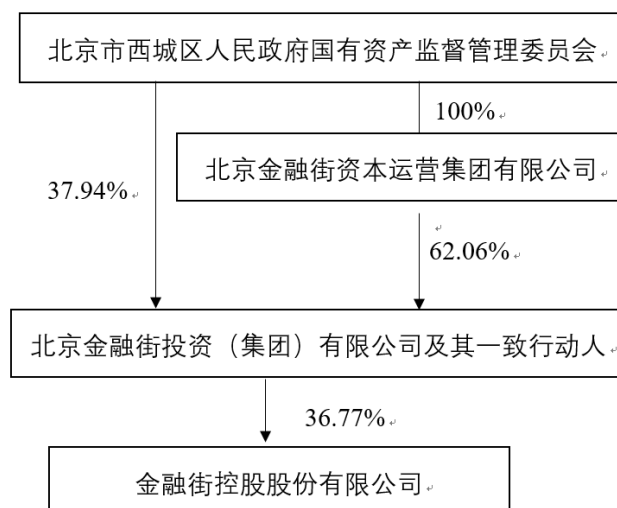 北京市西城区人民政府国有资产监督管理委员会
100%
北京金融街资本运营集团有限公司
37.94%
62.06%
北京金融街投资（集团）有限公司及其一致行动人
36.77%
金融街控股股份有限公司